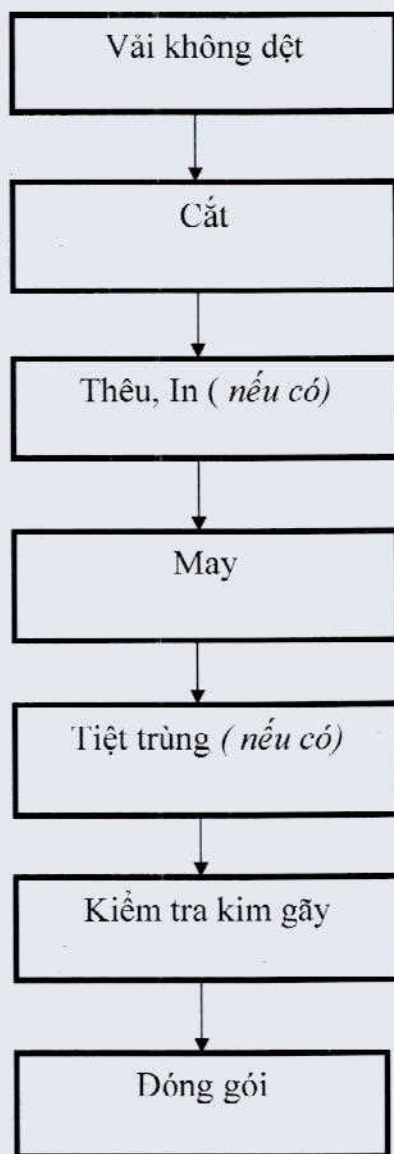 Vải không dệt
Cắt
Thêu, In ( nếu có)
May
Tiệt trùng ( nếu có)
Kiểm tra kim gãy
Đóng gói